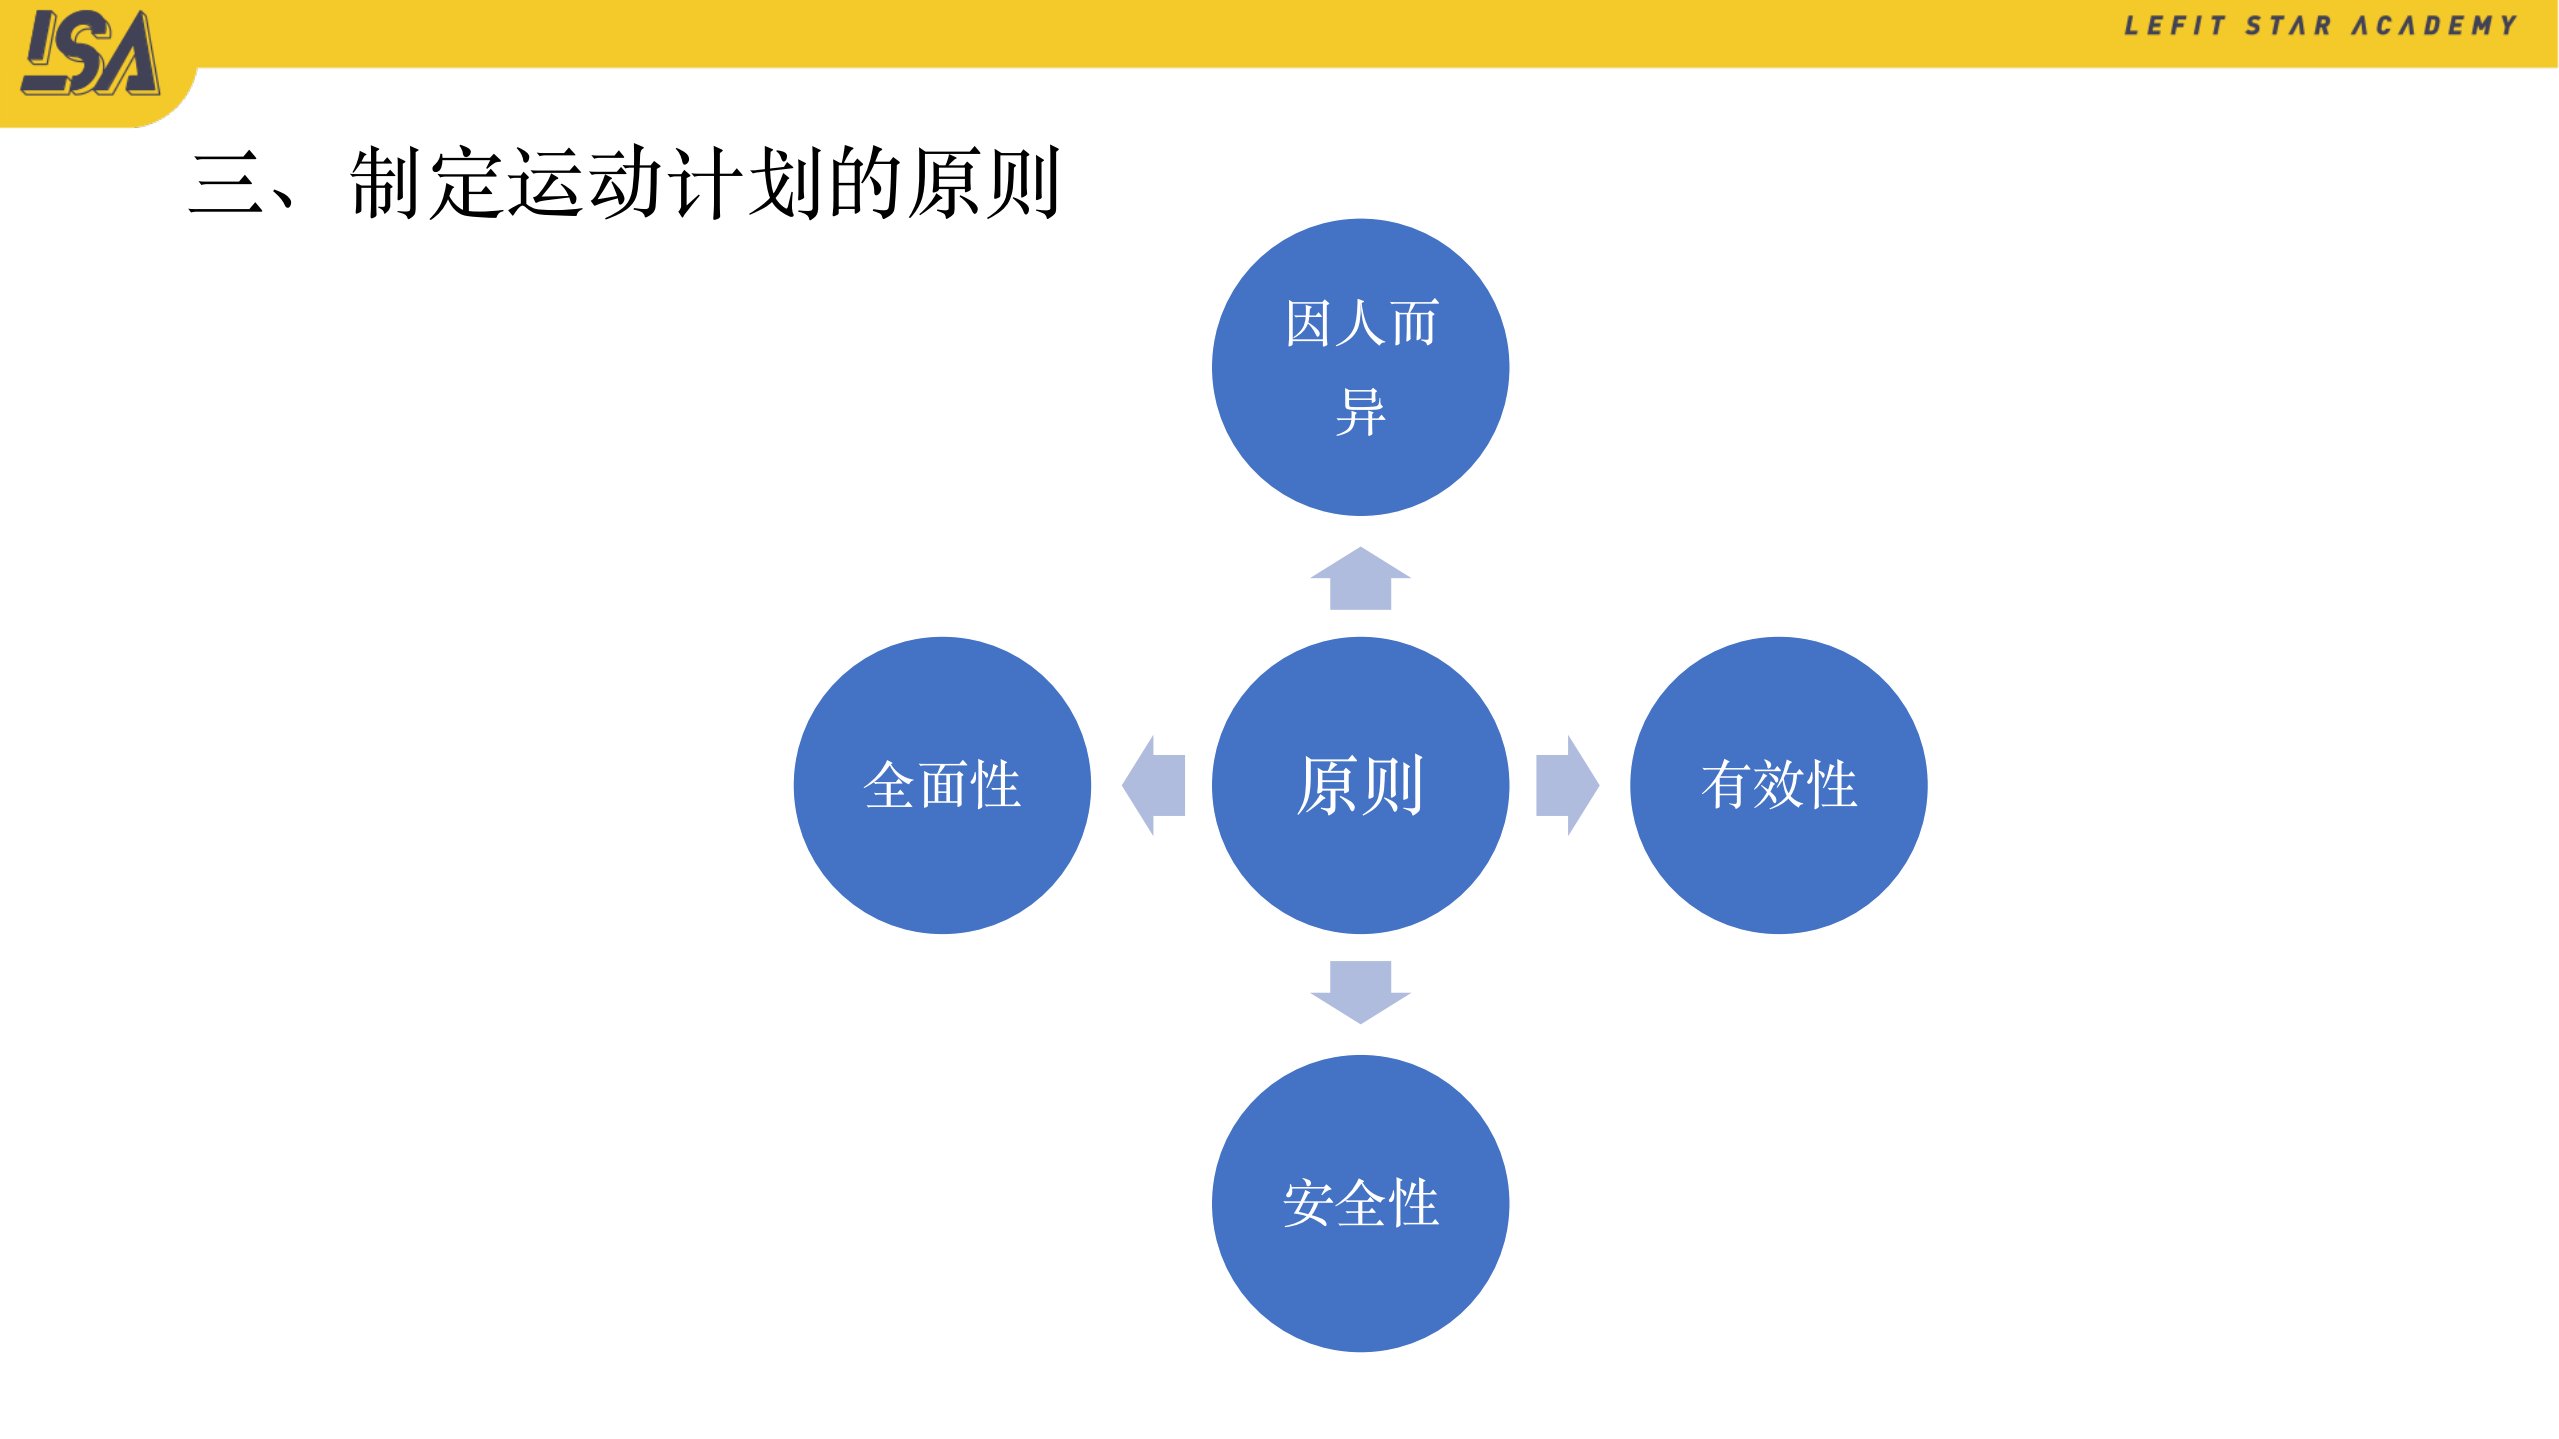 LSA
LEFIT STAR ACADEMY
三、制定运动计划的原则
因人而
异
全面性
原则
有效性
安全性